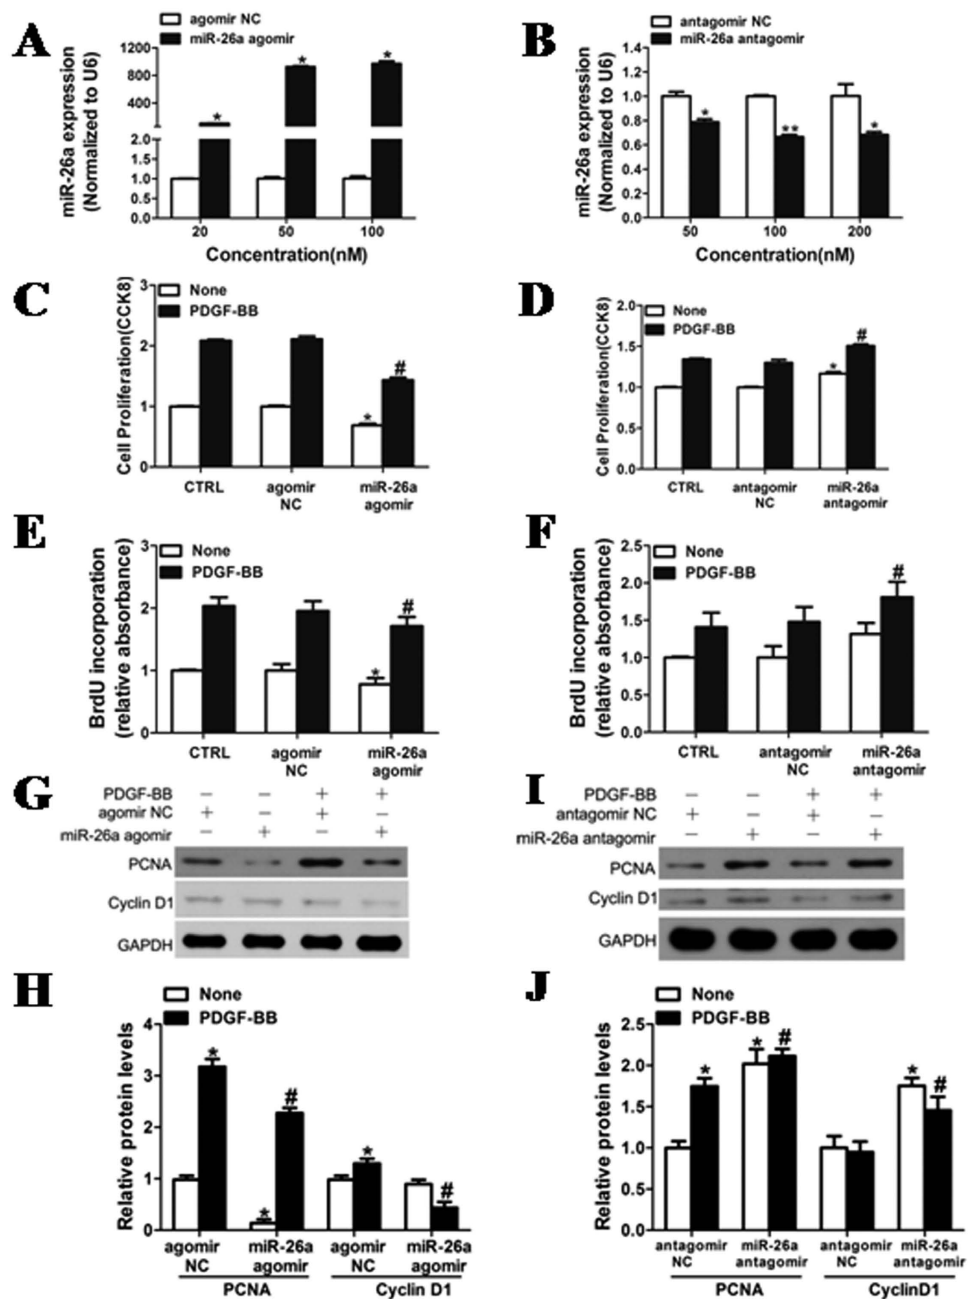 A
agomir NC
miR-26a agomir
miR-26a expression
(Normalized to U6)
1200
800
400
2.0
1.5
1.0
0.5
0.0
*
*
*
20
50
100
Concentration(nM)
B
antagomir NC
miR-26a antagomir
miR-26a expression
(Normalized to U6)
1.4
1.2
1.0
0.8
0.6
0.4
0.2
0.0
*
**
*
50
100
200
Concentration(nM)
C
None
PDGF-BB
Cell Proliferation(CCK8)
3
2
1
0
*
#
CTRL
agomir
NC
miR-26a
agomir
D
None
PDGF-BB
Cell Proliferation(CCK8)
2.0
1.5
1.0
0.5
0.0
*
#
CTRL
antagomir
NC
miR-26a
antagomir
E
None
PDGF-BB
BrdU incorporation
(relative absorbance)
3
2
1
0
*
#
CTRL
agomir
NC
miR-26a
agomir
F
None
PDGF-BB
BrdU incorporation
(relative absorbance)
2.5
2.0
1.5
1.0
0.5
0.0
#
CTRL
antagomir
NC
miR-26a
antagomir
G
PDGF-BB − − + +
agomir NC + − + −
miR-26a agomir − + − +
PCNA
Cyclin D1
GAPDH
I
PDGF-BB − − + +
antagomir NC + − + −
miR-26a antagomir − + − +
PCNA
Cyclin D1
GAPDH
H
None
PDGF-BB
Relative protein levels
4
3
2
1
0
*
*
#
*
#
agomir
NC
miR-26a
agomir
agomir
NC
miR-26a
agomir
PCNA
Cyclin D1
J
None
PDGF-BB
Relative protein levels
2.5
2.0
1.5
1.0
0.5
0.0
*
*
#
*
#
antagomir
NC
miR-26a
antagomir
antagomir
NC
miR-26a
antagomir
PCNA
CyclinD1